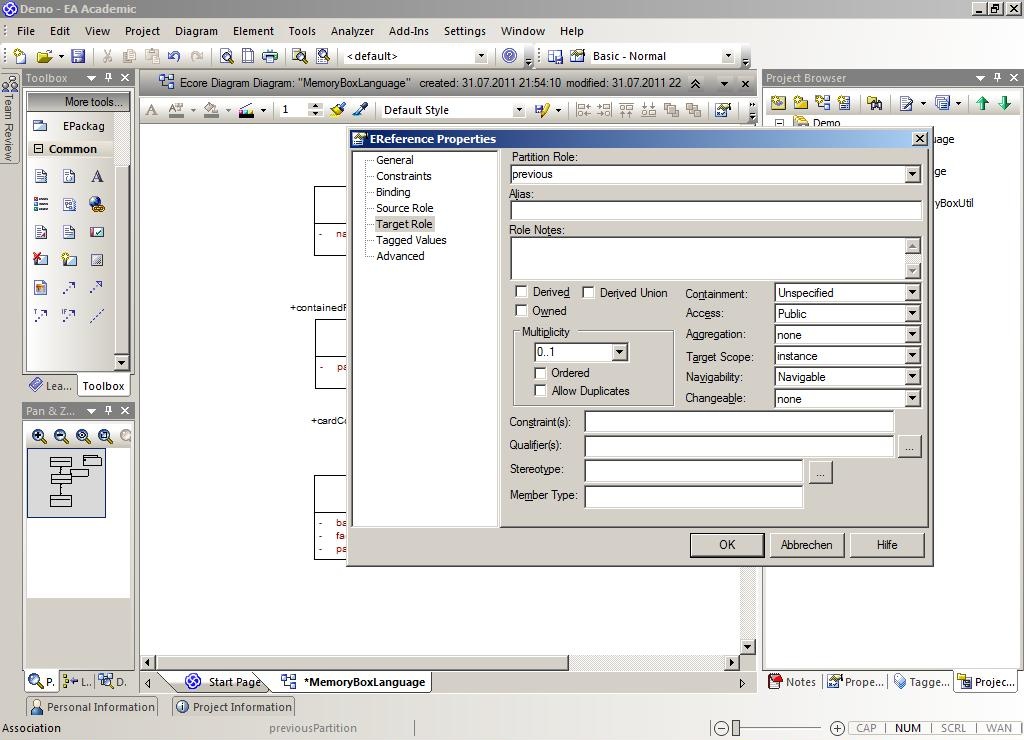 Demo - EA Academic
File Edit View Project Diagram Element Tools Analyzer Add-Ins Settings Window Help
<default> Basic - Normal
Team Review
Toolbox
More tools...
EPackag
Common
Lea... Toolbox
Pan & Z...
P. L.. D.
Ecore Diagram Diagram: "MemoryBoxLanguage" created: 31.07.2011 21:54:10 modified: 31.07.2011 22
1 Default Style
- na
+containedP
- pa
+cardCo
- ba
- fac
- pa
EReference Properties
General
Constraints
Binding
Source Role
Target Role
Tagged Values
Advanced
Partition Role:
previous
Alias:
Role Notes:
Derived Derived Union
Owned
Multiplicity
0..1
Ordered
Allow Duplicates
Containment: Unspecified
Access: Public
Aggregation: none
Target Scope: instance
Navigability: Navigable
Changeable: none
Constraint(s):
Qualifier(s): ...
Stereotype: ...
Member Type:
OK Abbrechen Hilfe
Project Browser
Demo
uage
ge
ryBoxUtil
Start Page *MemoryBoxLanguage
Notes Prope... Tagge... Projec...
Personal Information Project Information
Association previousPartition CAP NUM SCRL WAN